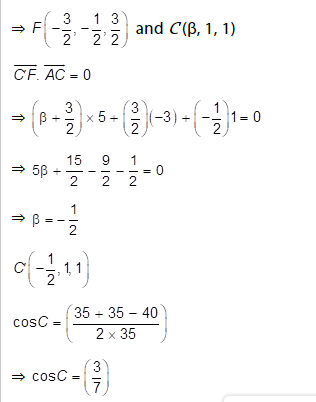 ⇒ F(-3/2, -1/2, 3/2) and C(β, 1, 1)
C̅F̅. A̅C̅ = 0
⇒ (β + 3/2) × 5 + (3/2)(-3) + (-1/2)1 = 0
⇒ 5β + 15/2 - 9/2 - 1/2 = 0
⇒ β = -1/2
C(-1/2, 1, 1)
cosC = ((35 + 35 - 40)/(2 × 35))
⇒ cosC = (3/7)